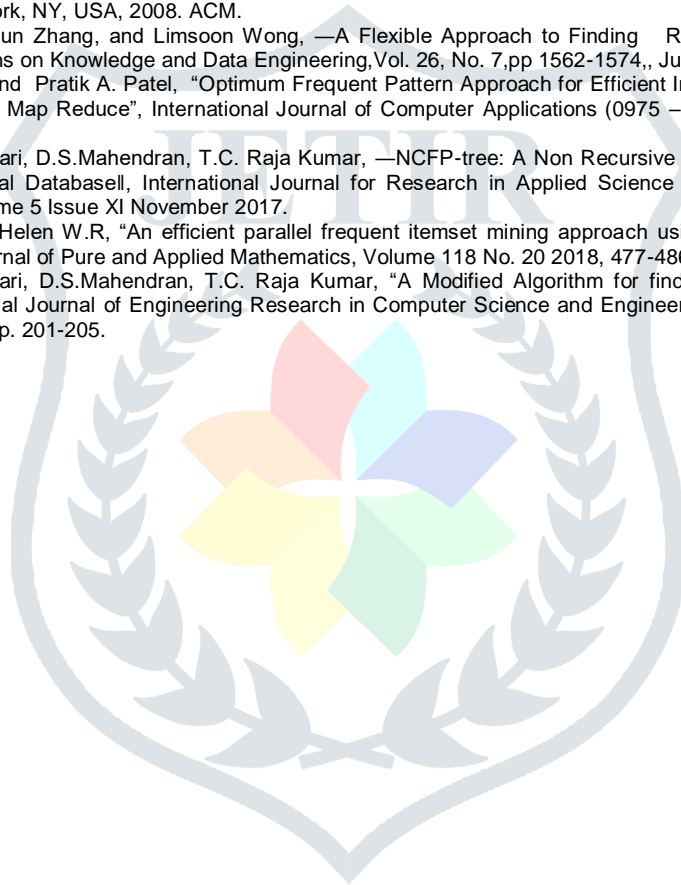 ork, NY, USA, 2008. ACM.
un Zhang, and Limsoon Wong, ―A Flexible Approach to Finding R
ns on Knowledge and Data Engineering,Vol. 26, No. 7,pp 1562-1574,, Ju
nd Pratik A. Patel, “Optimum Frequent Pattern Approach for Efficient In
Map Reduce”, International Journal of Computer Applications (0975 –
JETIR
ari, D.S.Mahendran, T.C. Raja Kumar, ―NCFP-tree: A Non Recursive
al Databasell, International Journal for Research in Applied Science
me 5 Issue XI November 2017.
Helen W.R, “An efficient parallel frequent itemset mining approach usi
rnal of Pure and Applied Mathematics, Volume 118 No. 20 2018, 477-486
ari, D.S.Mahendran, T.C. Raja Kumar, “A Modified Algorithm for find
al Journal of Engineering Research in Computer Science and Engineer
p. 201-205.